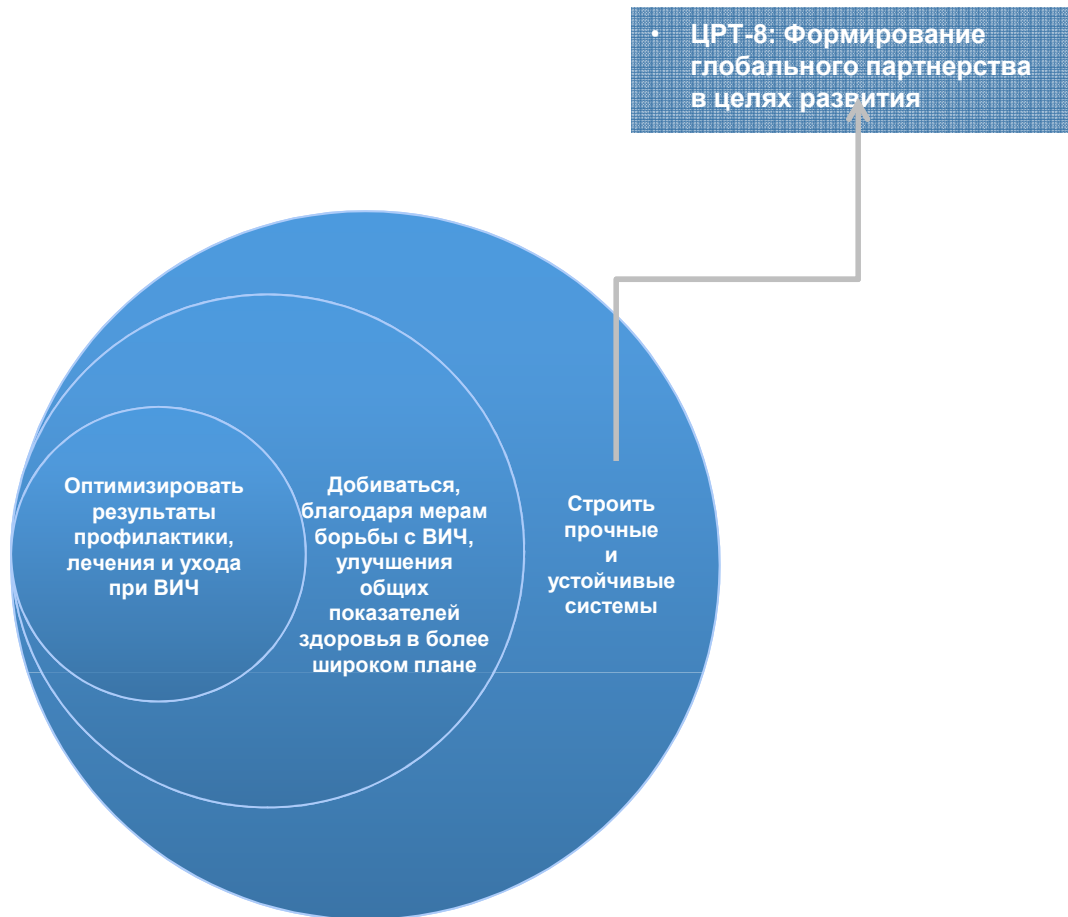 • ЦРТ-8: Формирование
глобального партнерства
в целях развития
Оптимизировать
результаты
профилактики,
лечения и ухода
при ВИЧ
Добиваться,
благодаря мерам
борьбы с ВИЧ,
улучшения
общих
показателей
здоровья в более
широком плане
Строить
прочные
и
устойчивые
системы